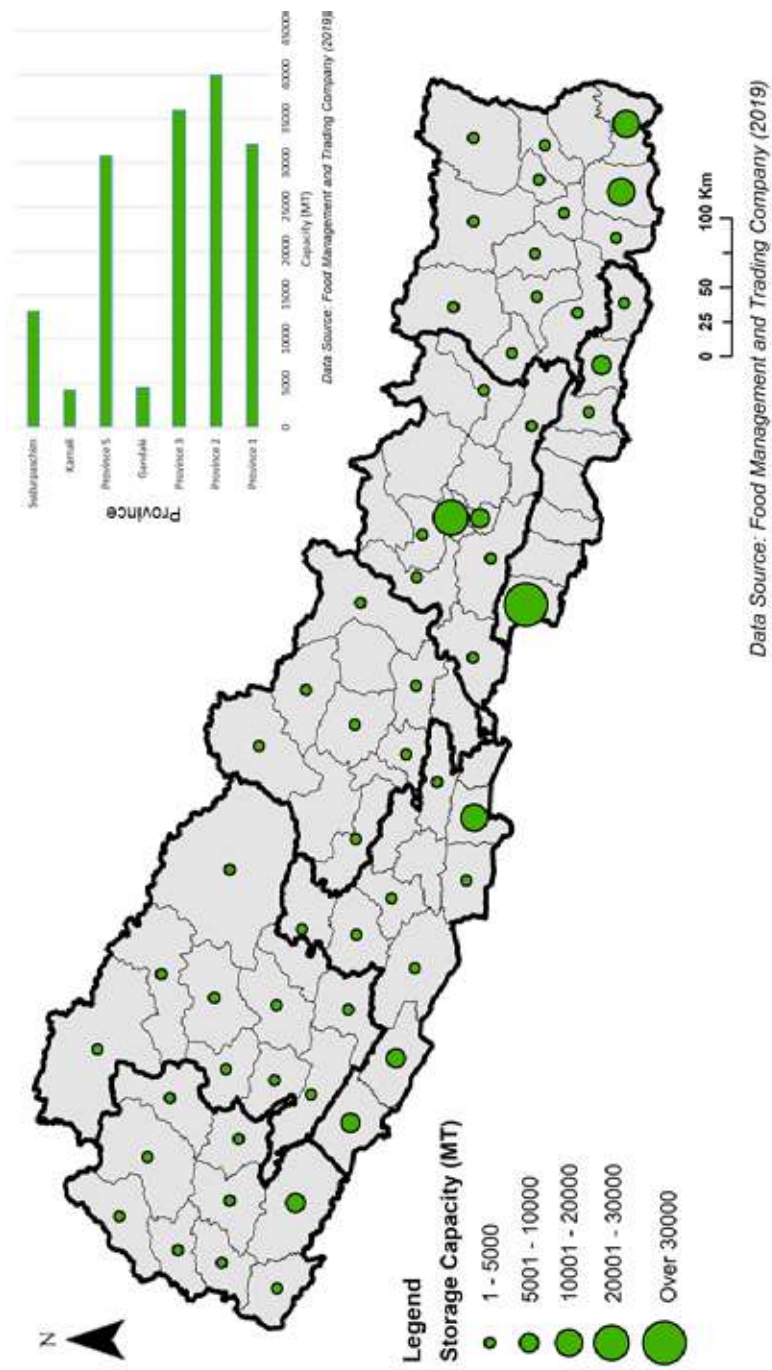 Province
Sudurpaschim
Karnali
Province 5
Gandaki
Province 3
Province 2
Province 1
0
5000
10000
15000
20000
25000
30000
35000
40000
45000
Capacity (MT)
Data Source: Food Management and Trading Company (2019)
N
Legend
Storage Capacity (MT)
1 - 5000
5001 - 10000
10001 - 20000
20001 - 30000
Over 30000
0 25 50 100 Km
Data Source: Food Management and Trading Company (2019)